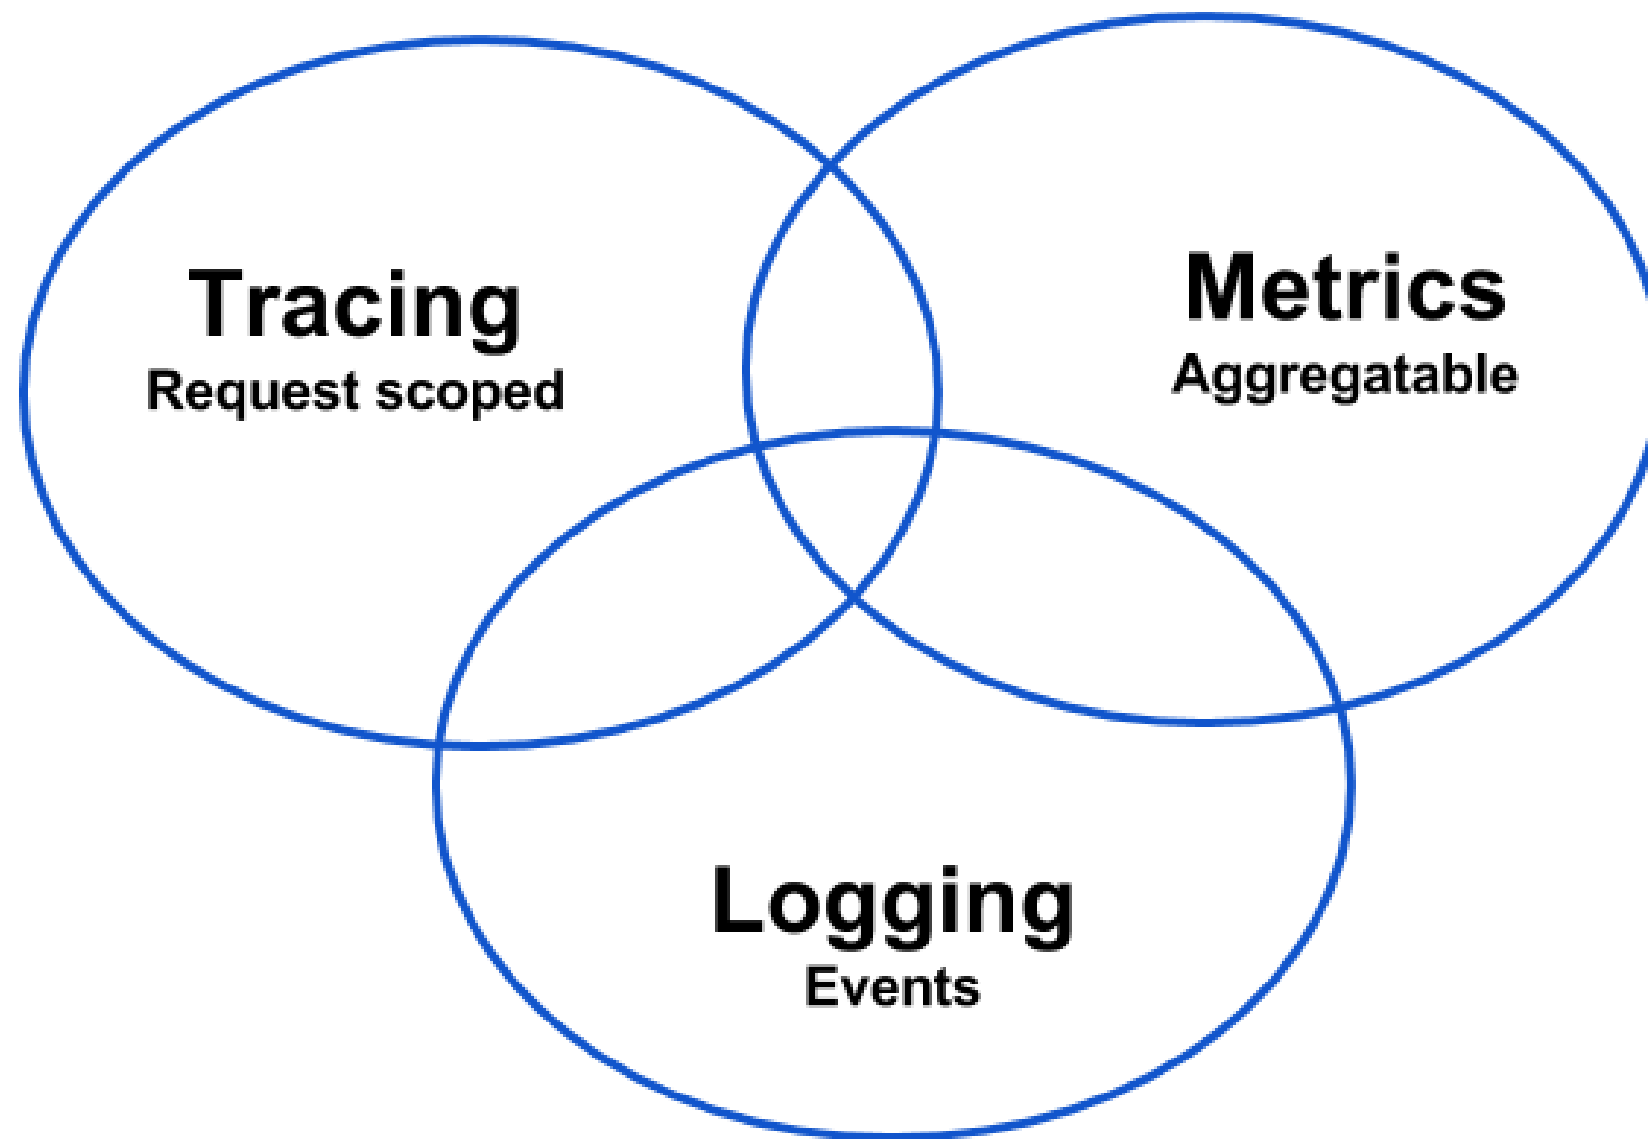 Tracing
Request scoped
Metrics
Aggregatable
Logging
Events